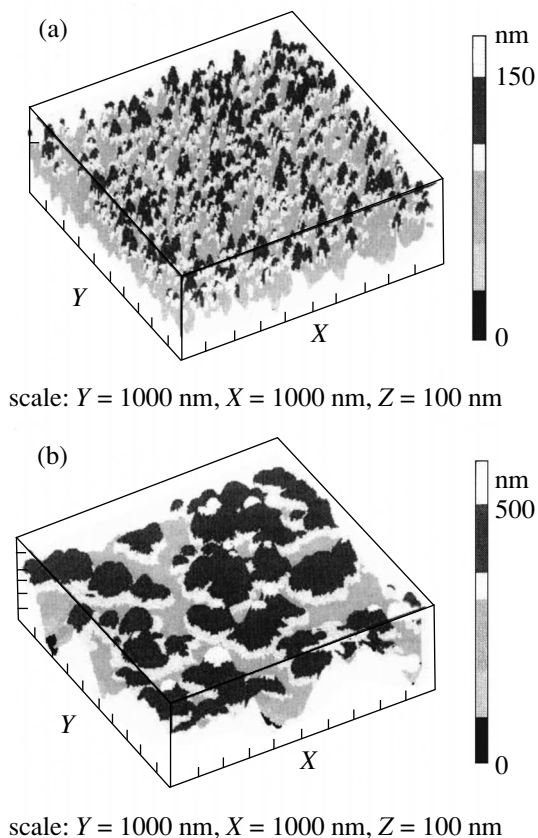 (a)
nm
150
0
Y
X
scale: Y = 1000 nm, X = 1000 nm, Z = 100 nm
(b)
nm
500
0
Y
X
scale: Y = 1000 nm, X = 1000 nm, Z = 100 nm